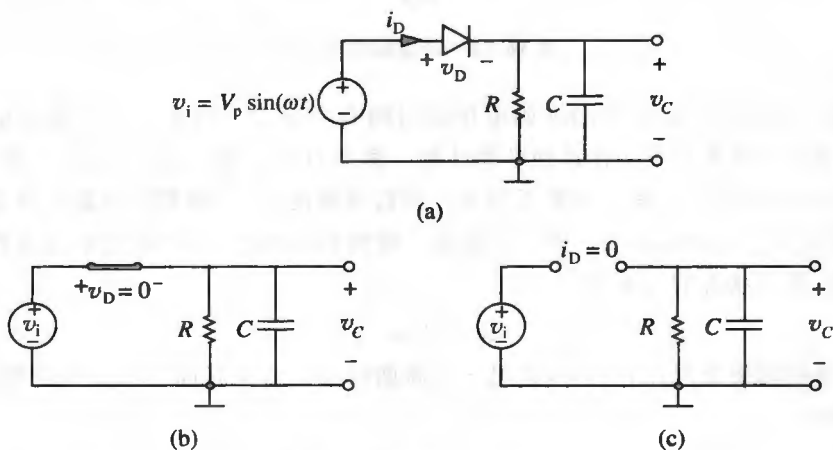 i_D
+ v_D -
v_i = V_p sin(ωt)
+
-
R
C
+
v_C
-
(a)
+ v_D = 0 -
+
v_i
-
R
C
+
v_C
-
(b)
i_D = 0
+
v_i
-
R
C
+
v_C
-
(c)